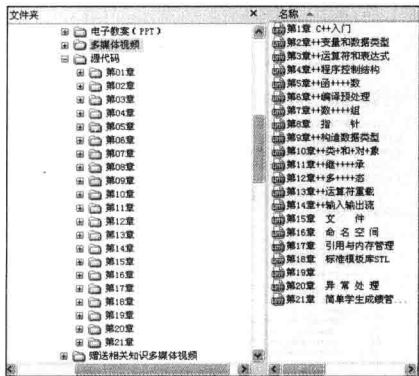 文件夹
电子教案(PPT)
多媒体视频
源代码
第01章
第02章
第03章
第04章
第05章
第06章
第07章
第08章
第09章
第10章
第11章
第12章
第13章
第14章
第15章
第16章
第17章
第18章
第19章
第20章
第21章
赠送相关知识多媒体视频
名称
第1章 C++入门
第2章++变量和数据类型
第3章++运算符和表达式
第4章++程序控制结构
第5章++函++++数
第6章++编译预处理
第7章++数++++组
第8章 指 针
第9章++构造数据类型
第10章++类+和+对+象
第11章++继++++承
第12章++多++++态
第13章++运算符重载
第14章++输入输出流
第15章 文 件
第16章 命 名 空 间
第17章 引用与内存管理
第18章 标准模板库STL
第19章
第20章 异 常 处 理
第21章 简单学生成绩管...